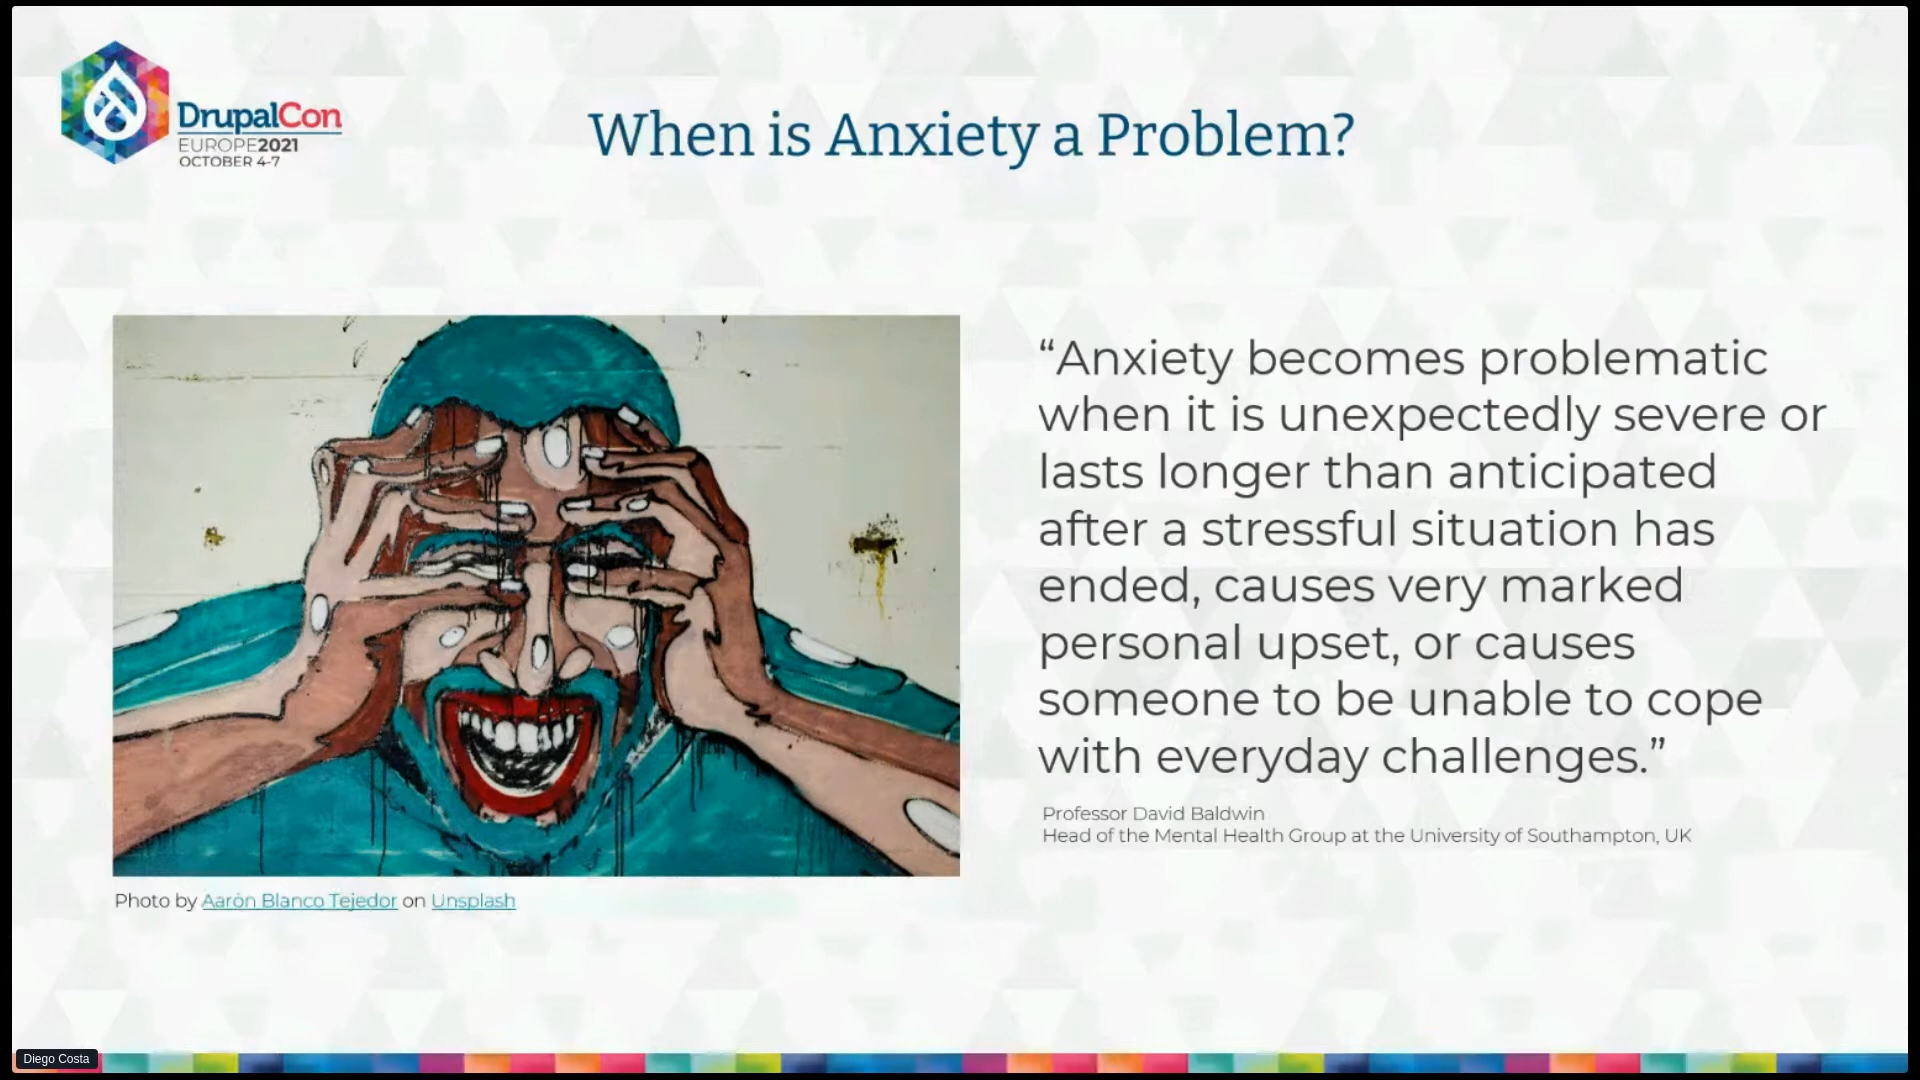 DrupalCon
EUROPE2021
OCTOBER 4-7
When is Anxiety a Problem?
“Anxiety becomes problematic
when it is unexpectedly severe or
lasts longer than anticipated
after a stressful situation has
ended, causes very marked
personal upset, or causes
someone to be unable to cope
with everyday challenges.”
Professor David Baldwin
Head of the Mental Health Group at the University of Southampton, UK
Photo by Aarón Blanco Tejedor on Unsplash
Diego Costa